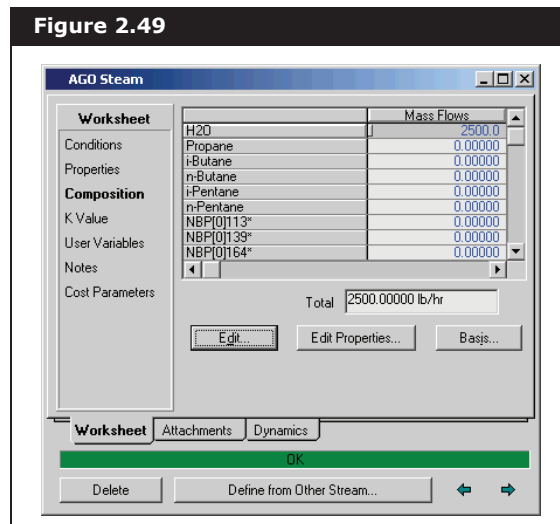 Figure 2.49
AGO Steam
Worksheet
Conditions
Properties
Composition
K Value
User Variables
Notes
Cost Parameters
Mass Flows
H2O 2500.0
Propane 0.00000
i-Butane 0.00000
n-Butane 0.00000
i-Pentane 0.00000
n-Pentane 0.00000
NBP[0]113* 0.00000
NBP[0]139* 0.00000
NBP[0]164* 0.00000
Total 2500.00000 lb/hr
Edit... Edit Properties... Basis...
Worksheet Attachments Dynamics
OK
Delete Define from Other Stream...